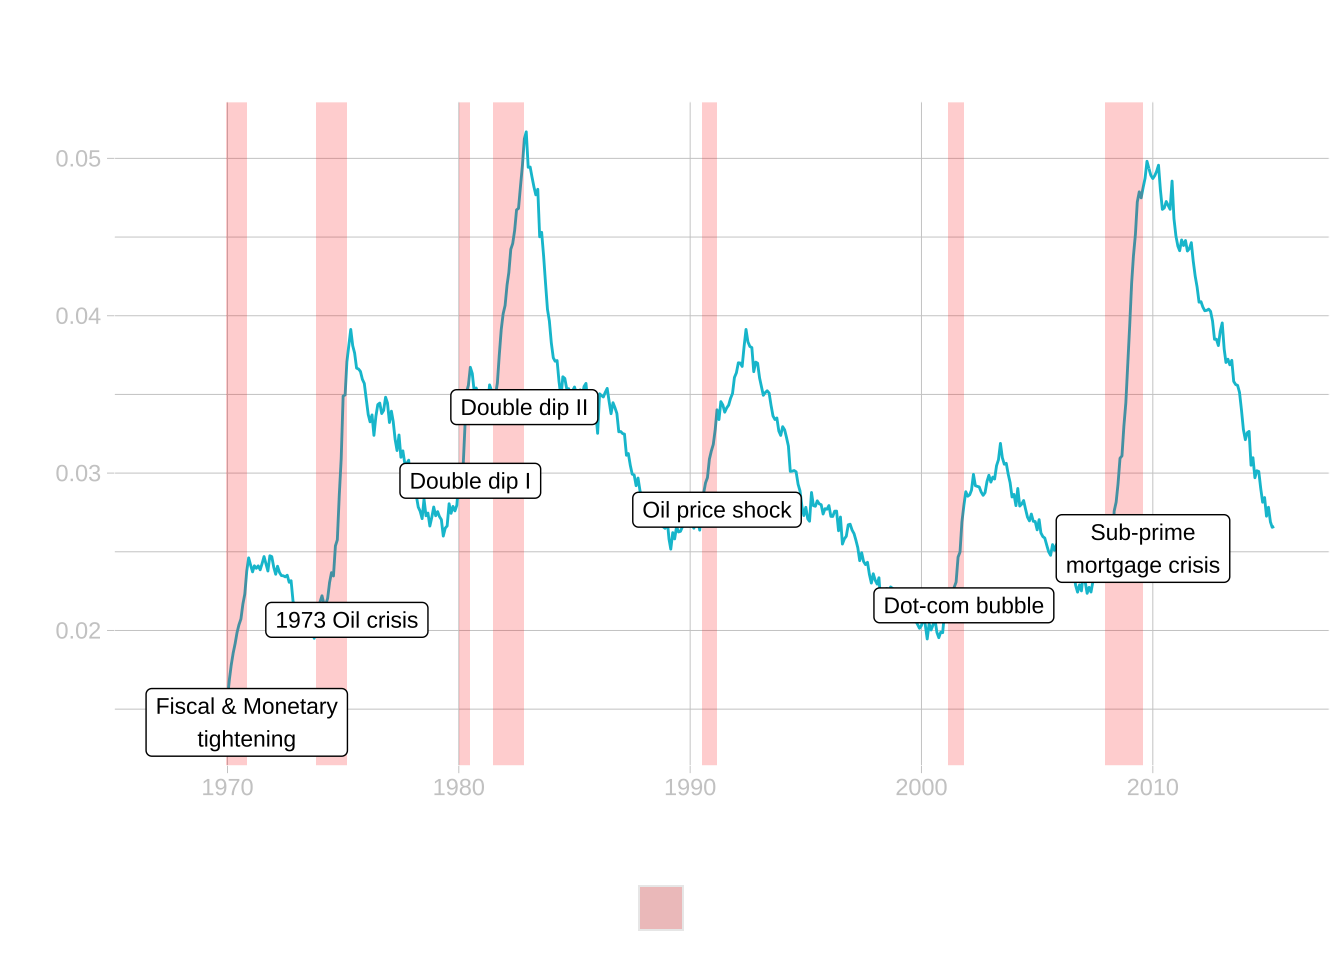 0.05
0.04
Double dip II
0.03
Double dip I
Oil price shock
Sub-prime
mortgage crisis
Dot-com bubble
1973 Oil crisis
0.02
Fiscal & Monetary
tightening
1970
1980
1990
2000
2010